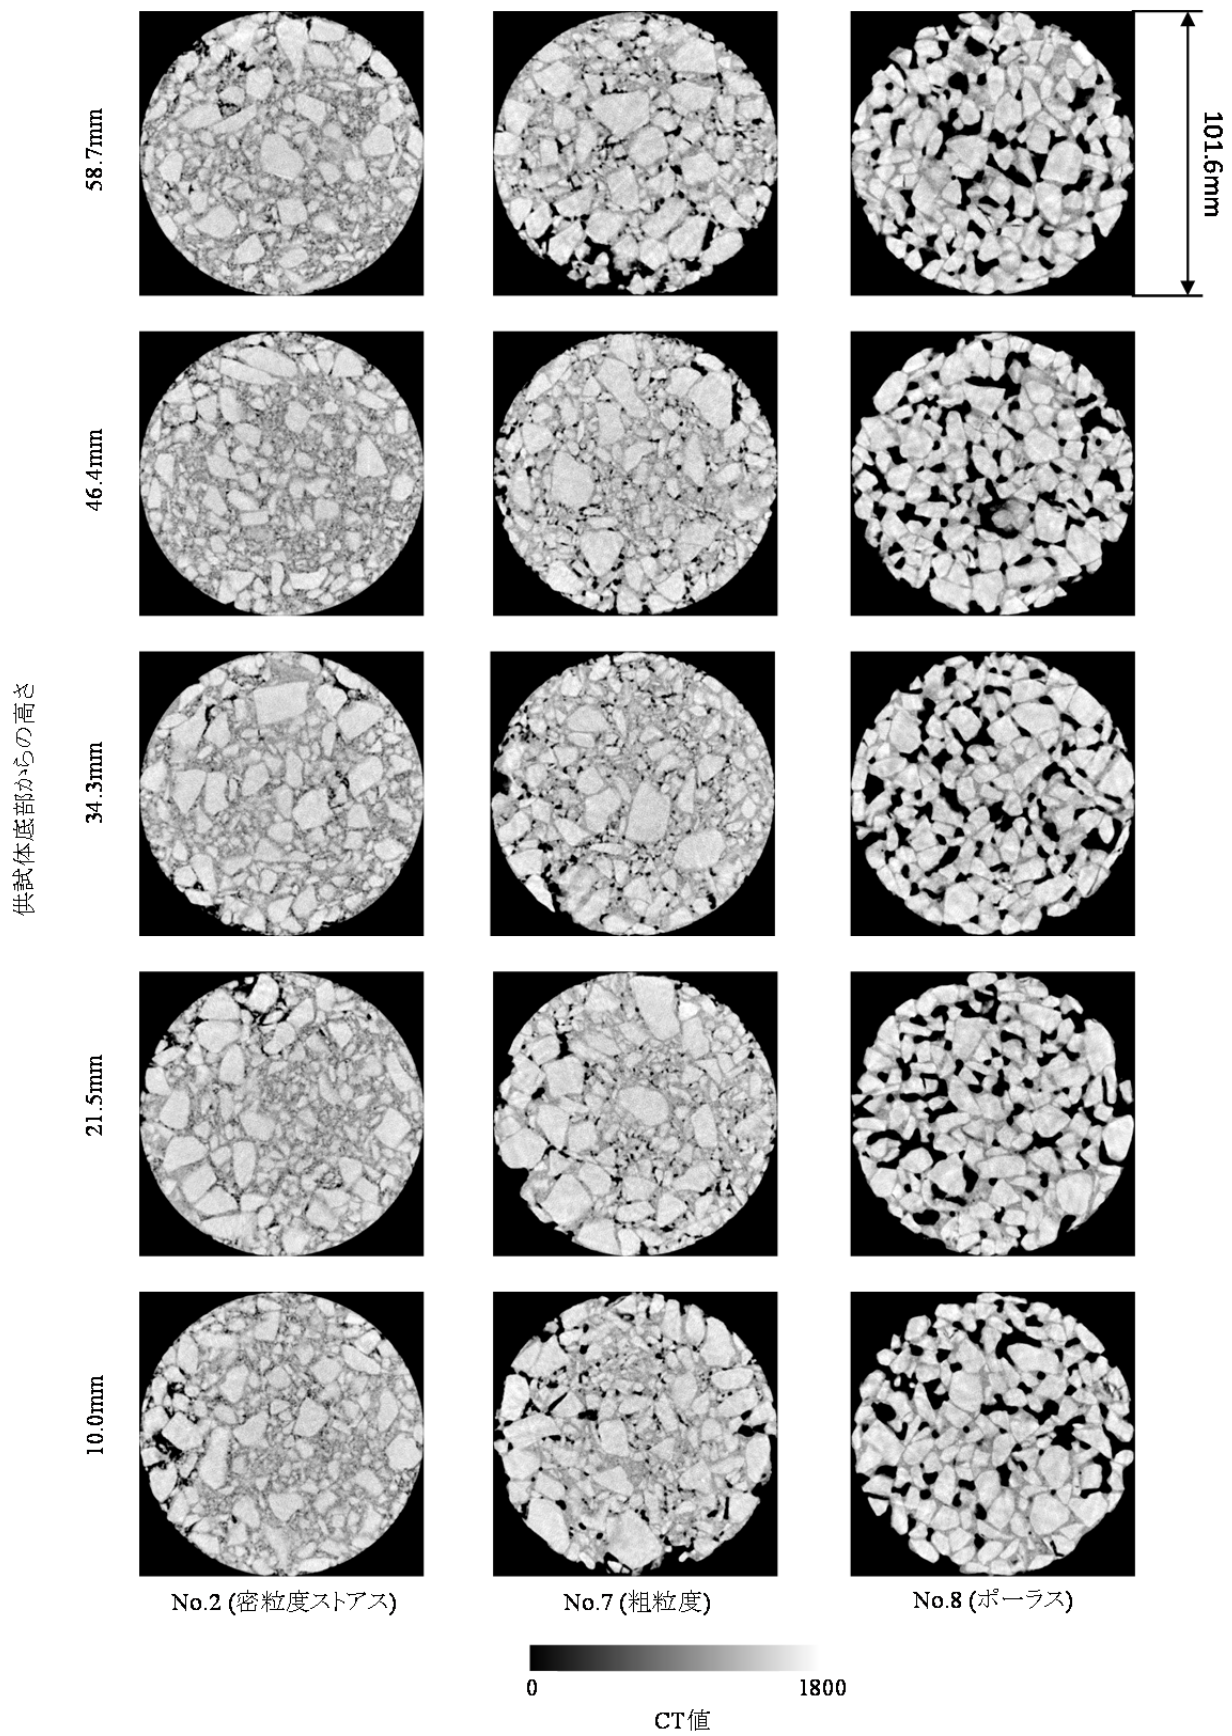 101.6mm
58.7mm
46.4mm
供試体底部からの高さ
34.3mm
21.5mm
10.0mm
No.2 (密粒度ストアス)
No.7 (粗粒度)
No.8 (ポーラス)
0
1800
CT値